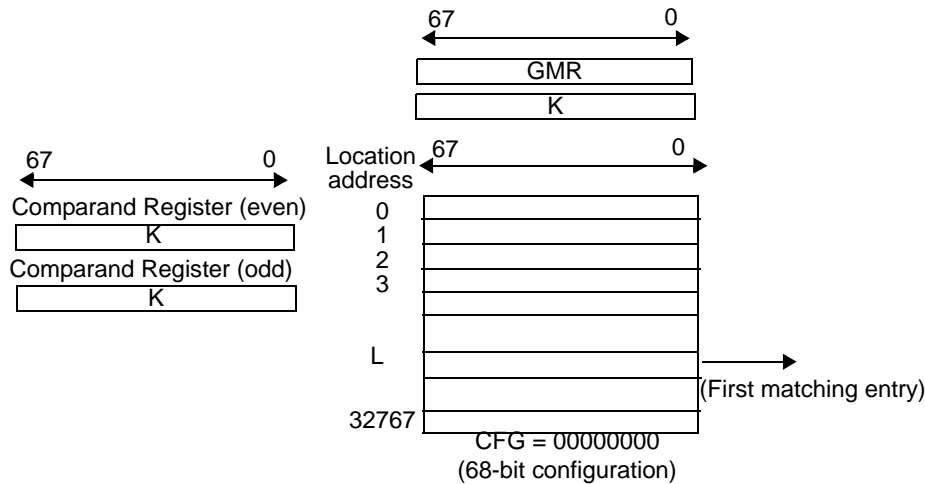 67 0
GMR
K
67 0
Location
address
67 0
Comparand Register (even)
K
Comparand Register (odd)
K
0
1
2
3
L
(First matching entry)
32767
CFG = 00000000
(68-bit configuration)